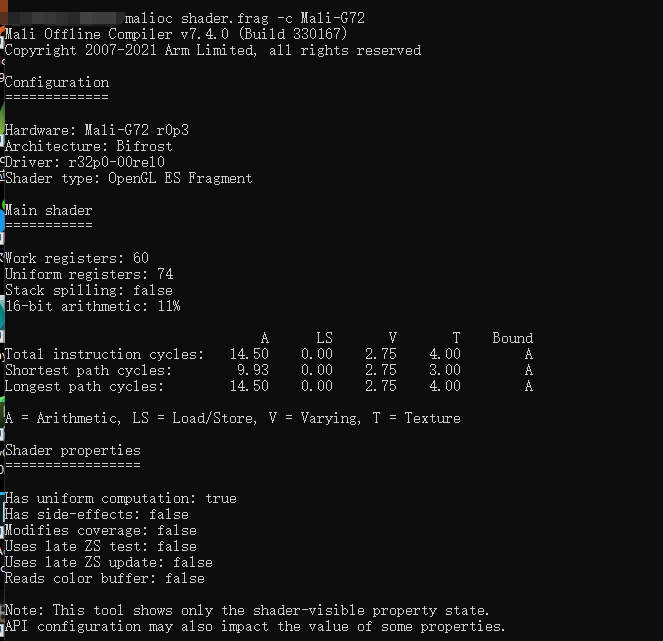 malioc shader.frag -c Mali-G72
Mali Offline Compiler v7.4.0 (Build 330167)
Copyright 2007-2021 Arm Limited, all rights reserved
Configuration
=============
Hardware: Mali-G72 r0p3
Architecture: Bifrost
Driver: r32p0-00rel0
Shader type: OpenGL ES Fragment
Main shader
===========
Work registers: 60
Uniform registers: 74
Stack spilling: false
16-bit arithmetic: 11%
A LS V T Bound
Total instruction cycles: 14.50 0.00 2.75 4.00 A
Shortest path cycles: 9.93 0.00 2.75 3.00 A
Longest path cycles: 14.50 0.00 2.75 4.00 A
A = Arithmetic, LS = Load/Store, V = Varying, T = Texture
Shader properties
=================
Has uniform computation: true
Has side-effects: false
Modifies coverage: false
Uses late ZS test: false
Uses late ZS update: false
Reads color buffer: false
Note: This tool shows only the shader-visible property state.
API configuration may also impact the value of some properties.